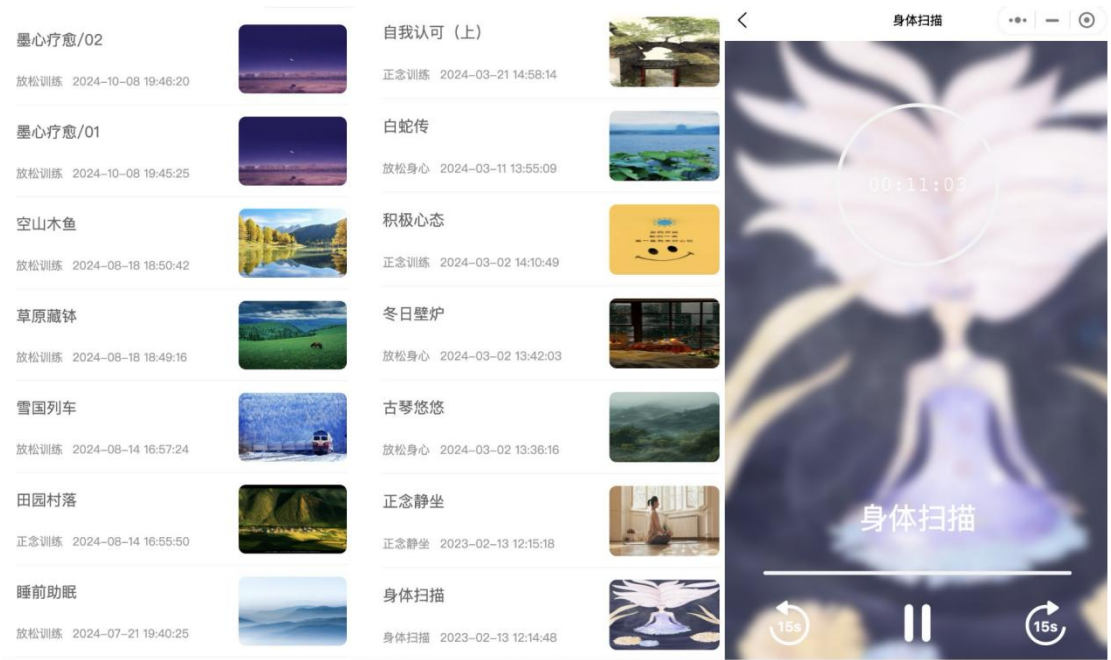 墨心疗愈/02
放松训练 2024-10-08 19:46:20
墨心疗愈/01
放松训练 2024-10-08 19:45:25
空山木鱼
放松训练 2024-08-18 18:50:42
草原藏钵
放松训练 2024-08-18 18:49:16
雪国列车
放松训练 2024-08-14 16:57:24
田园村落
正念训练 2024-08-14 16:55:50
睡前助眠
放松训练 2024-07-21 19:40:25
自我认可（上）
正念训练 2024-03-21 14:58:14
白蛇传
放松身心 2024-03-11 13:55:09
积极心态
正念训练 2024-03-02 14:10:49
冬日壁炉
放松身心 2024-03-02 13:42:03
古琴悠悠
放松身心 2024-03-02 13:36:16
正念静坐
正念静坐 2023-02-13 12:15:18
身体扫描
身体扫描 2023-02-13 12:14:48
身体扫描
00:11:03
身体扫描
15s
15s